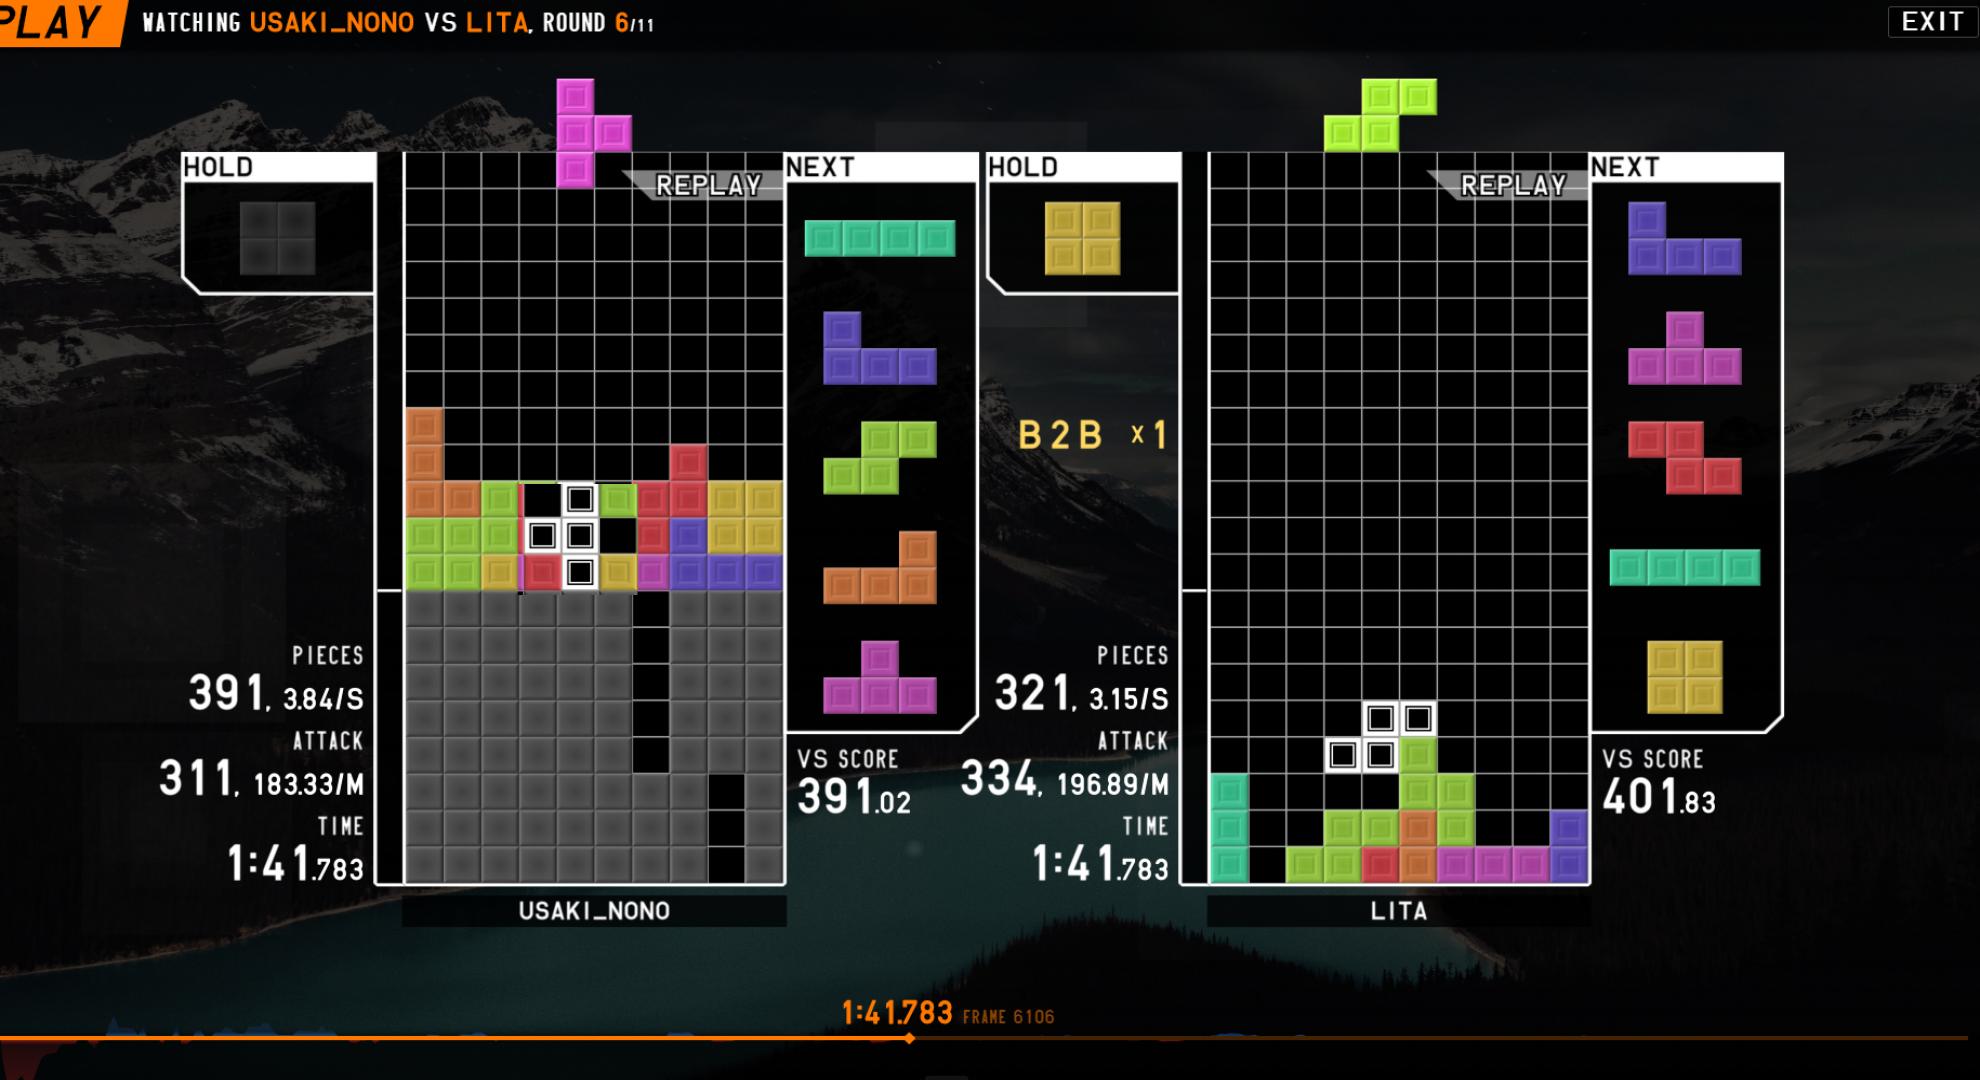 PLAY WATCHING USAKI_NONO VS LITA, ROUND 6/11 EXIT
HOLD
REPLAY
NEXT
PIECES
391, 3.84/S
ATTACK
311, 183.33/M
TIME
1:41.783
VS SCORE
391.02
USAKI_NONO
HOLD
B2B ×1
REPLAY
NEXT
PIECES
321, 3.15/S
ATTACK
334, 196.89/M
TIME
1:41.783
VS SCORE
401.83
LITA
1:41.783 FRAME 6106